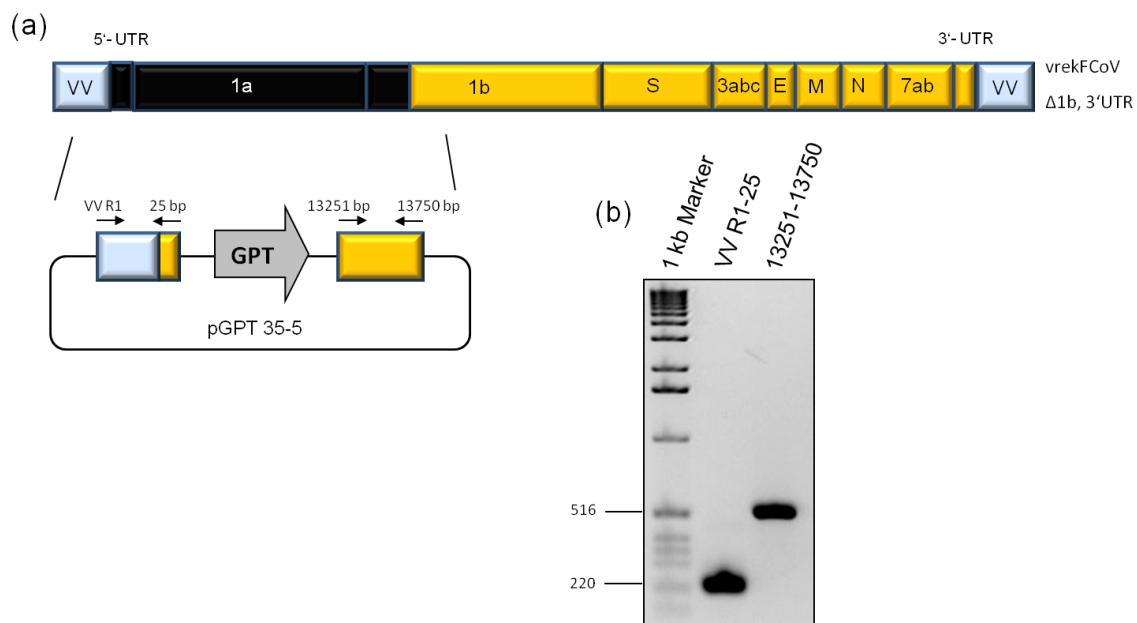 (a)
5'- UTR
3'- UTR
VV 1a 1b S 3abc E M N 7ab VV
vrekFCoV
Δ1b, 3'UTR
VV R1
25 bp
13251 bp
13750 bp
GPT
pGPT 35-5
(b)
1 kb Marker
VV R1-25
13251-13750
516
220